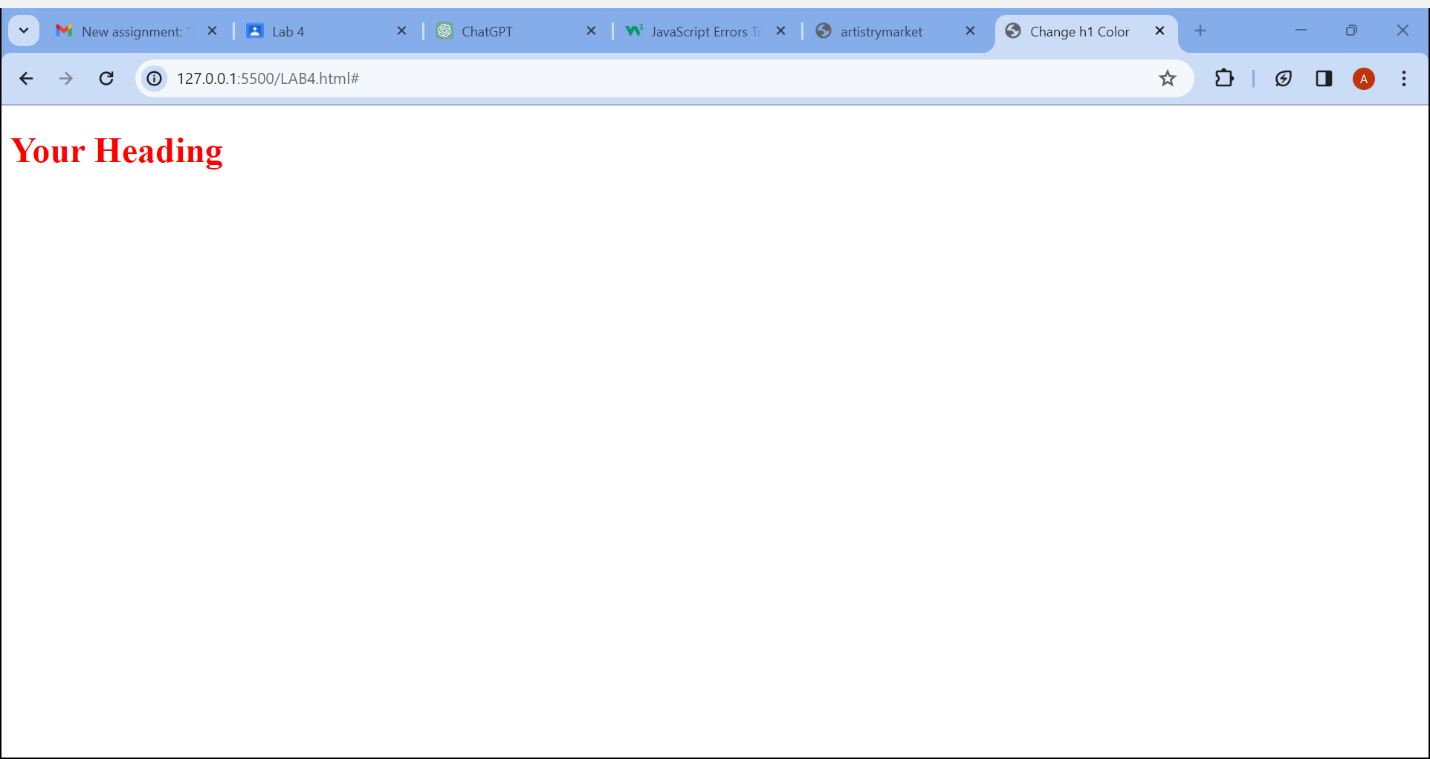 New assignment: "
Lab 4
ChatGPT
JavaScript Errors Tr
artistrymarket
Change h1 Color
127.0.0.1:5500/LAB4.html#
A
Your Heading